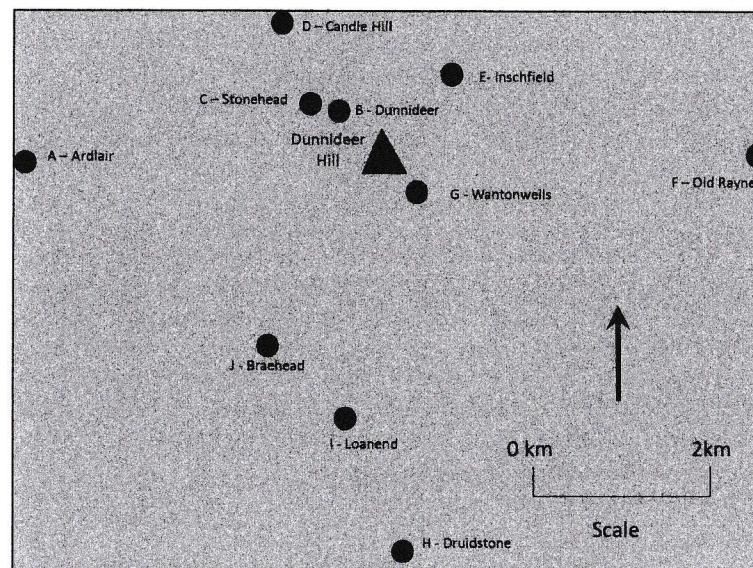 D – Candle Hill
E- Inschfield
C – Stonehead
B - Dunnideer
Dunnideer
Hill
A – Ardlair
F – Old Rayne
G - Wantonwells
J - Braehead
I - Loanend
0 km 2km
Scale
H - Druidstone